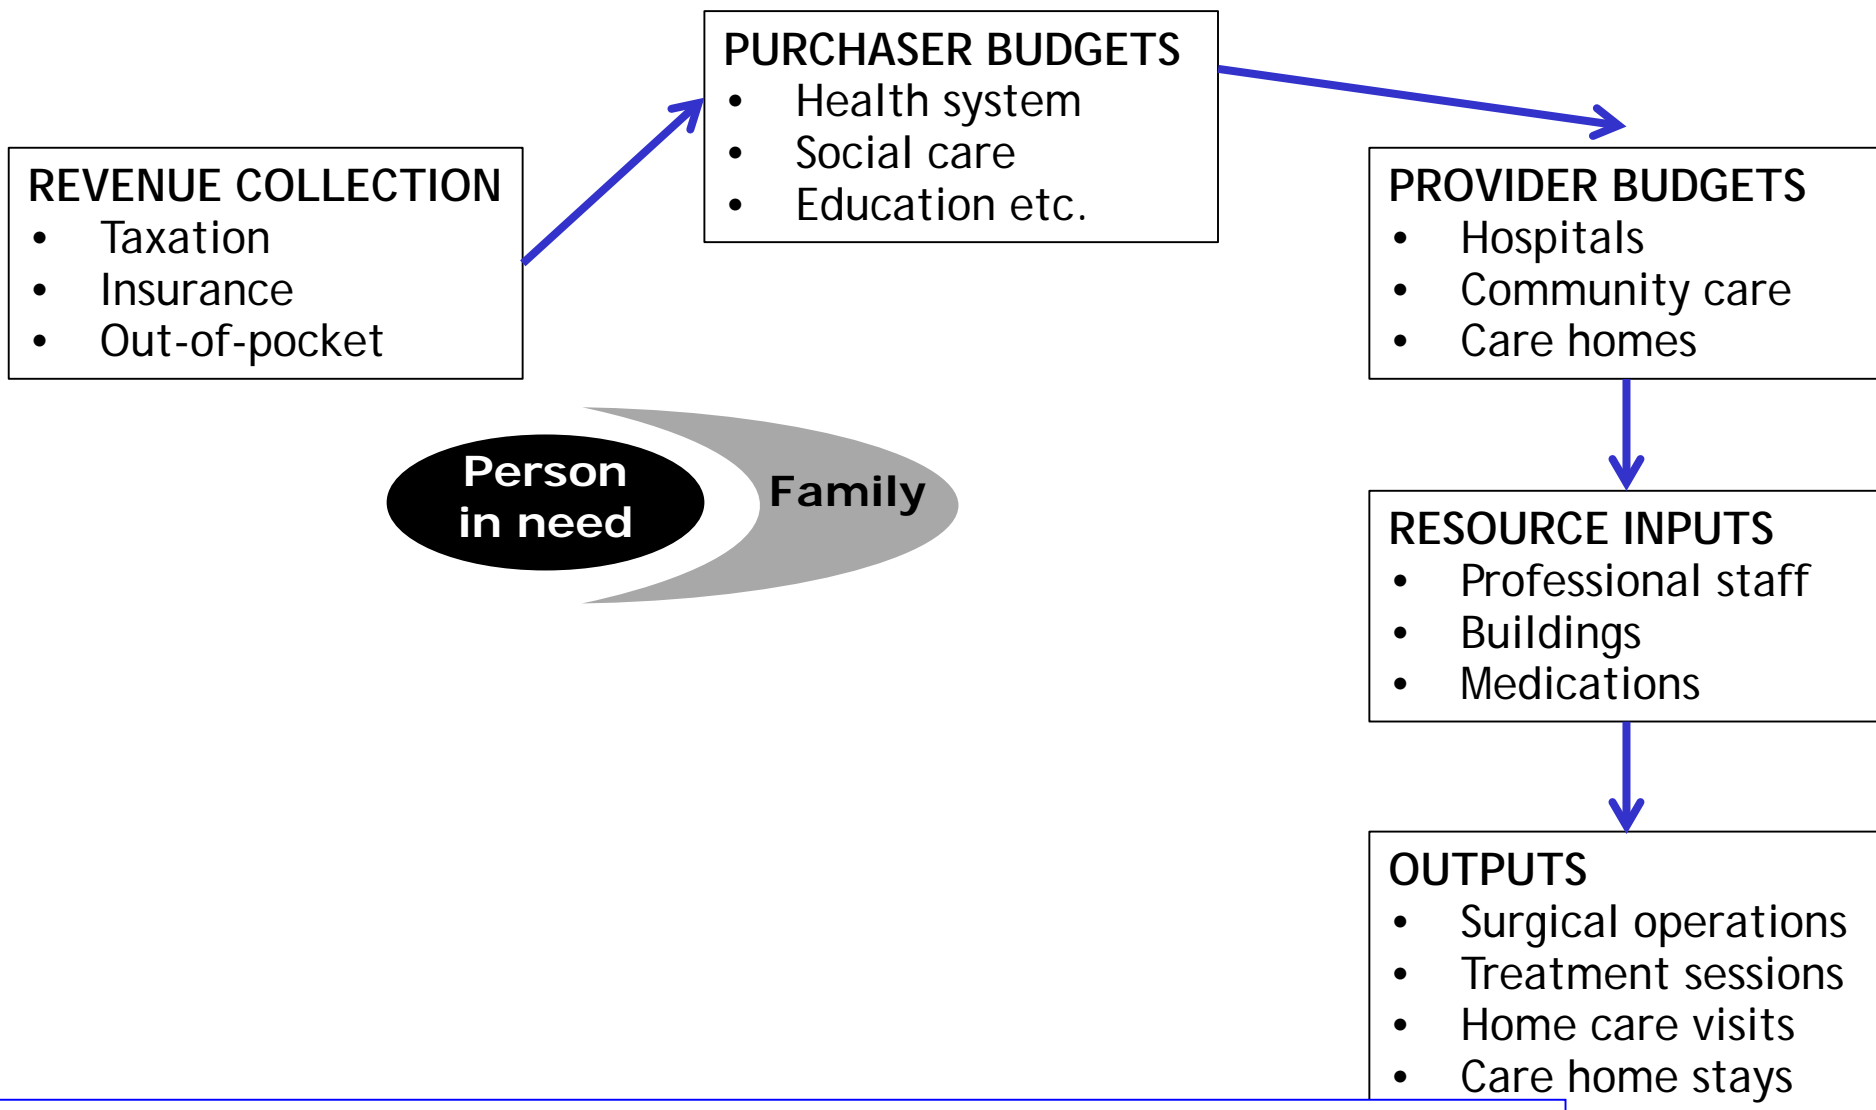 PURCHASER BUDGETS
• Health system
• Social care
• Education etc.
REVENUE COLLECTION
• Taxation
• Insurance
• Out-of-pocket
PROVIDER BUDGETS
• Hospitals
• Community care
• Care homes
Person
in need
Family
RESOURCE INPUTS
• Professional staff
• Buildings
• Medications
OUTPUTS
• Surgical operations
• Treatment sessions
• Home care visits
• Care home stays